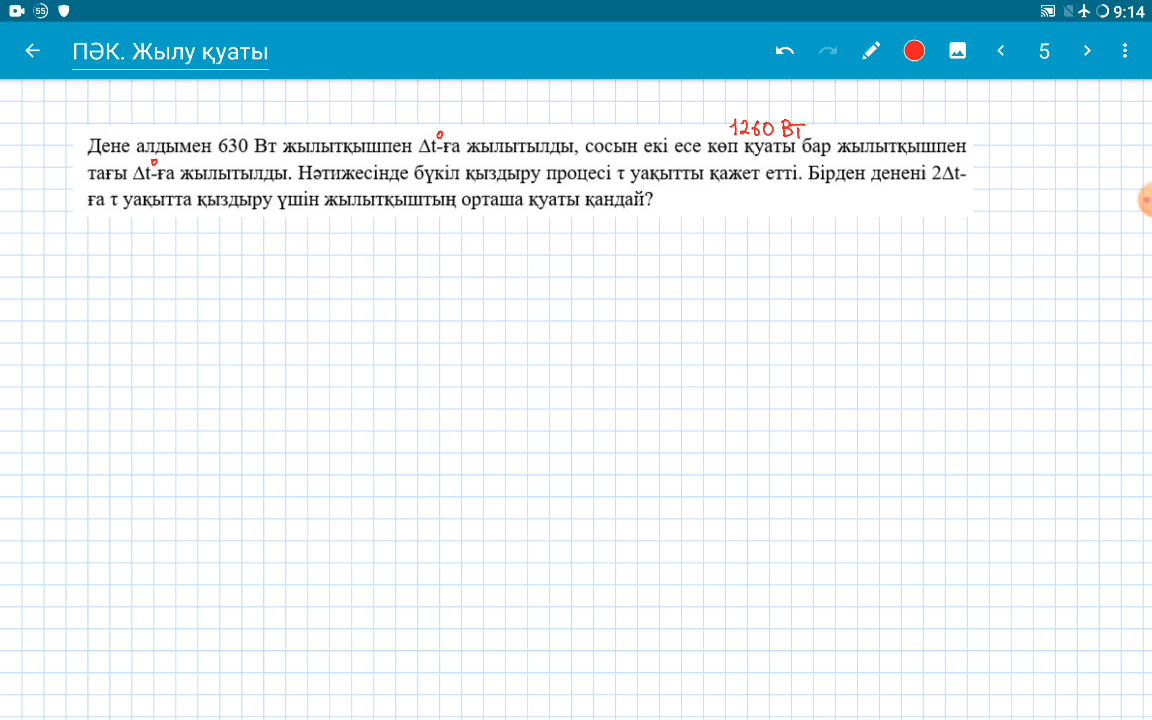 55 9:14
ПӘК. Жылу қуаты 5
1260 Вт
Дене алдымен 630 Вт жылытқышпен Δt°-ға жылытылды, сосын екі есе көп қуаты бар жылытқышпен
тағы Δt°-ға жылытылды. Нәтижесінде бүкіл қыздыру процесі τ уақытты қажет етті. Бірден денені 2Δt-
ға τ уақытта қыздыру үшін жылытқыштың орташа қуаты қандай?